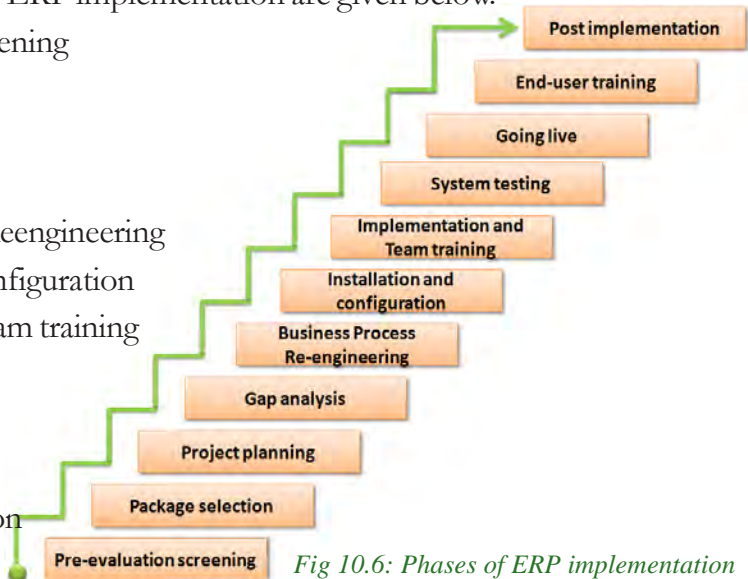 ERP implementation are given below.
ening
eengineering
nfiguration
am training
on
Post implementation
End-user training
Going live
System testing
Implementation and
Team training
Installation and
configuration
Business Process
Re-engineering
Gap analysis
Project planning
Package selection
Pre-evaluation screening
Fig 10.6: Phases of ERP implementation